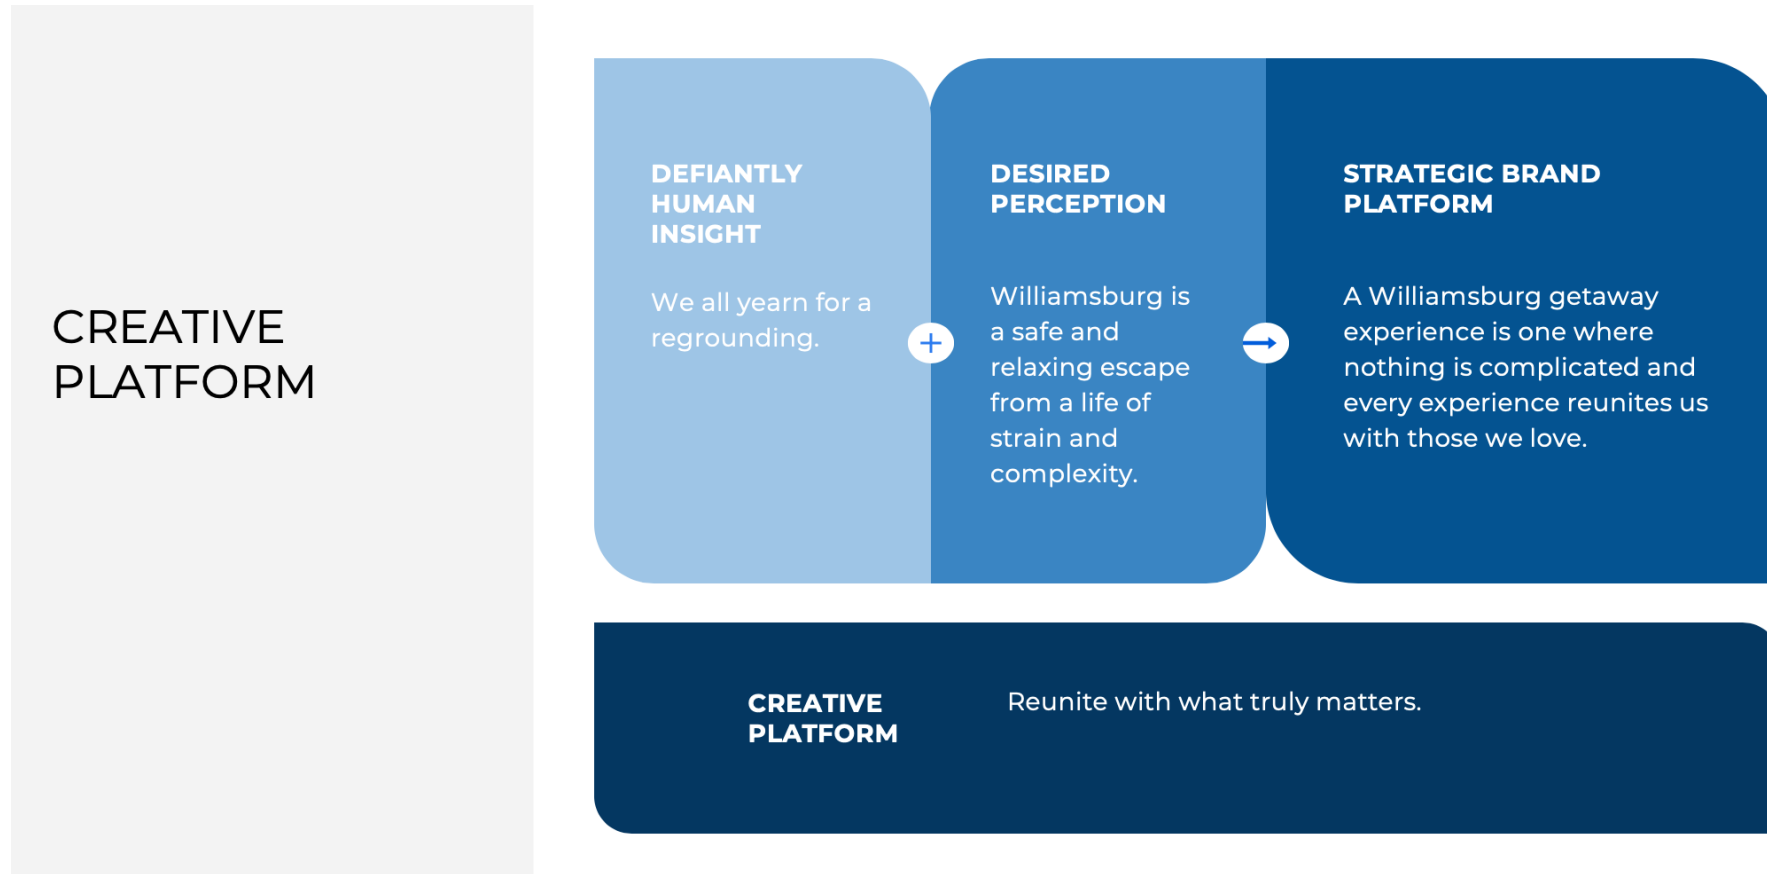 CREATIVE
PLATFORM
DEFIANTLY
HUMAN
INSIGHT
We all yearn for a
regrounding.
DESIRED
PERCEPTION
Williamsburg is
a safe and
relaxing escape
from a life of
strain and
complexity.
STRATEGIC BRAND
PLATFORM
A Williamsburg getaway
experience is one where
nothing is complicated and
every experience reunites us
with those we love.
CREATIVE
PLATFORM
Reunite with what truly matters.